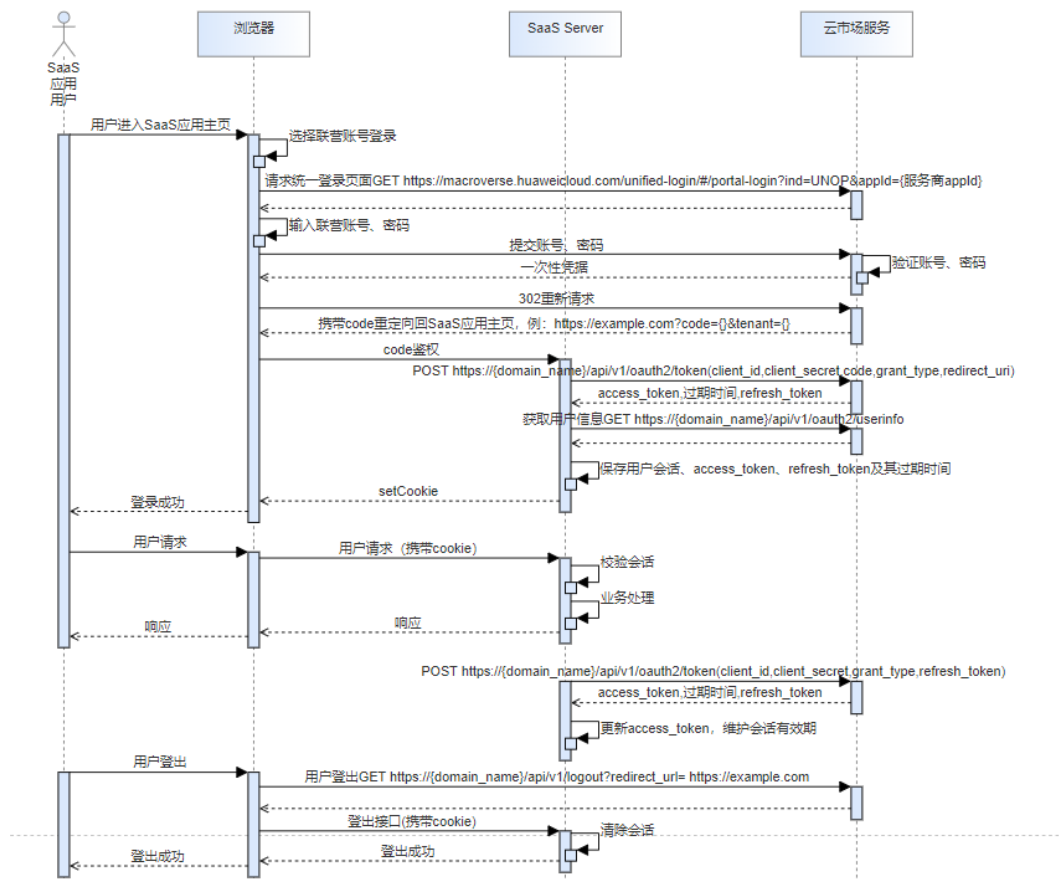 浏览器
SaaS Server
云市场服务
SaaS
应用
用户
用户进入SaaS应用主页
选择联营账号登录
请求统一登录页面GET https://macroverse.huaweicloud.com/unified-login/#/portal-login?ind=UNOP&appId={服务商appId}
输入联营账号、密码
提交账号、密码
验证账号、密码
一次性凭据
302重新请求
携带code重定向回SaaS应用主页，例：https://example.com?code={}&tenant={}
code鉴权
POST https://{domain_name}/api/v1/oauth2/token(client_id,client_secret,code,grant_type,redirect_uri)
access_token,过期时间,refresh_token
获取用户信息GET https://{domain_name}/api/v1/oauth2/userinfo
保存用户会话、access_token、refresh_token及其过期时间
setCookie
登录成功
用户请求
用户请求（携带cookie）
校验会话
业务处理
响应
响应
POST https://{domain_name}/api/v1/oauth2/token(client_id,client_secret,grant_type,refresh_token)
access_token,过期时间,refresh_token
更新access_token，维护会话有效期
用户登出
用户登出GET https://{domain_name}/api/v1/logout?redirect_url= https://example.com
登出接口(携带cookie)
清除会话
登出成功
登出成功